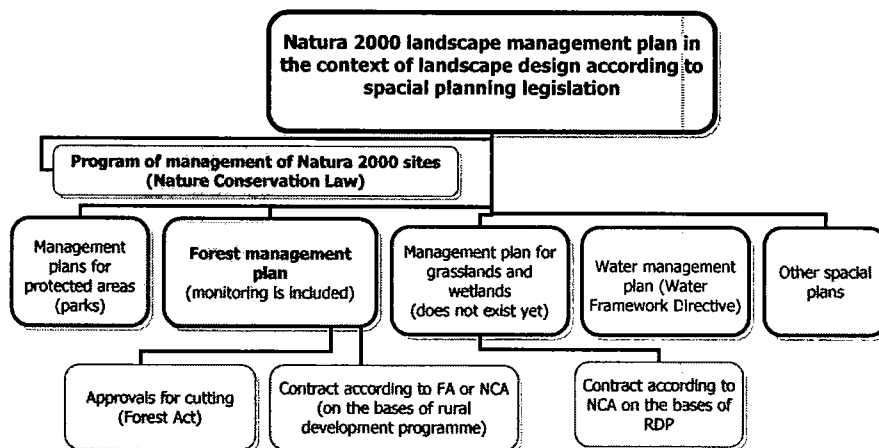 Natura 2000 landscape management plan in
the context of landscape design according to
spacial planning legislation
Program of management of Natura 2000 sites
(Nature Conservation Law)
Management
plans for
protected areas
(parks)
Forest management
plan
(monitoring is included)
Management plan for
grasslands and
wetlands
(does not exist yet)
Water management
plan (Water
Framework Directive)
Other spacial
plans
Approvals for cutting
(Forest Act)
Contract according to FA or NCA
(on the bases of rural
development programme)
Contract according to
NCA on the bases of
RDP